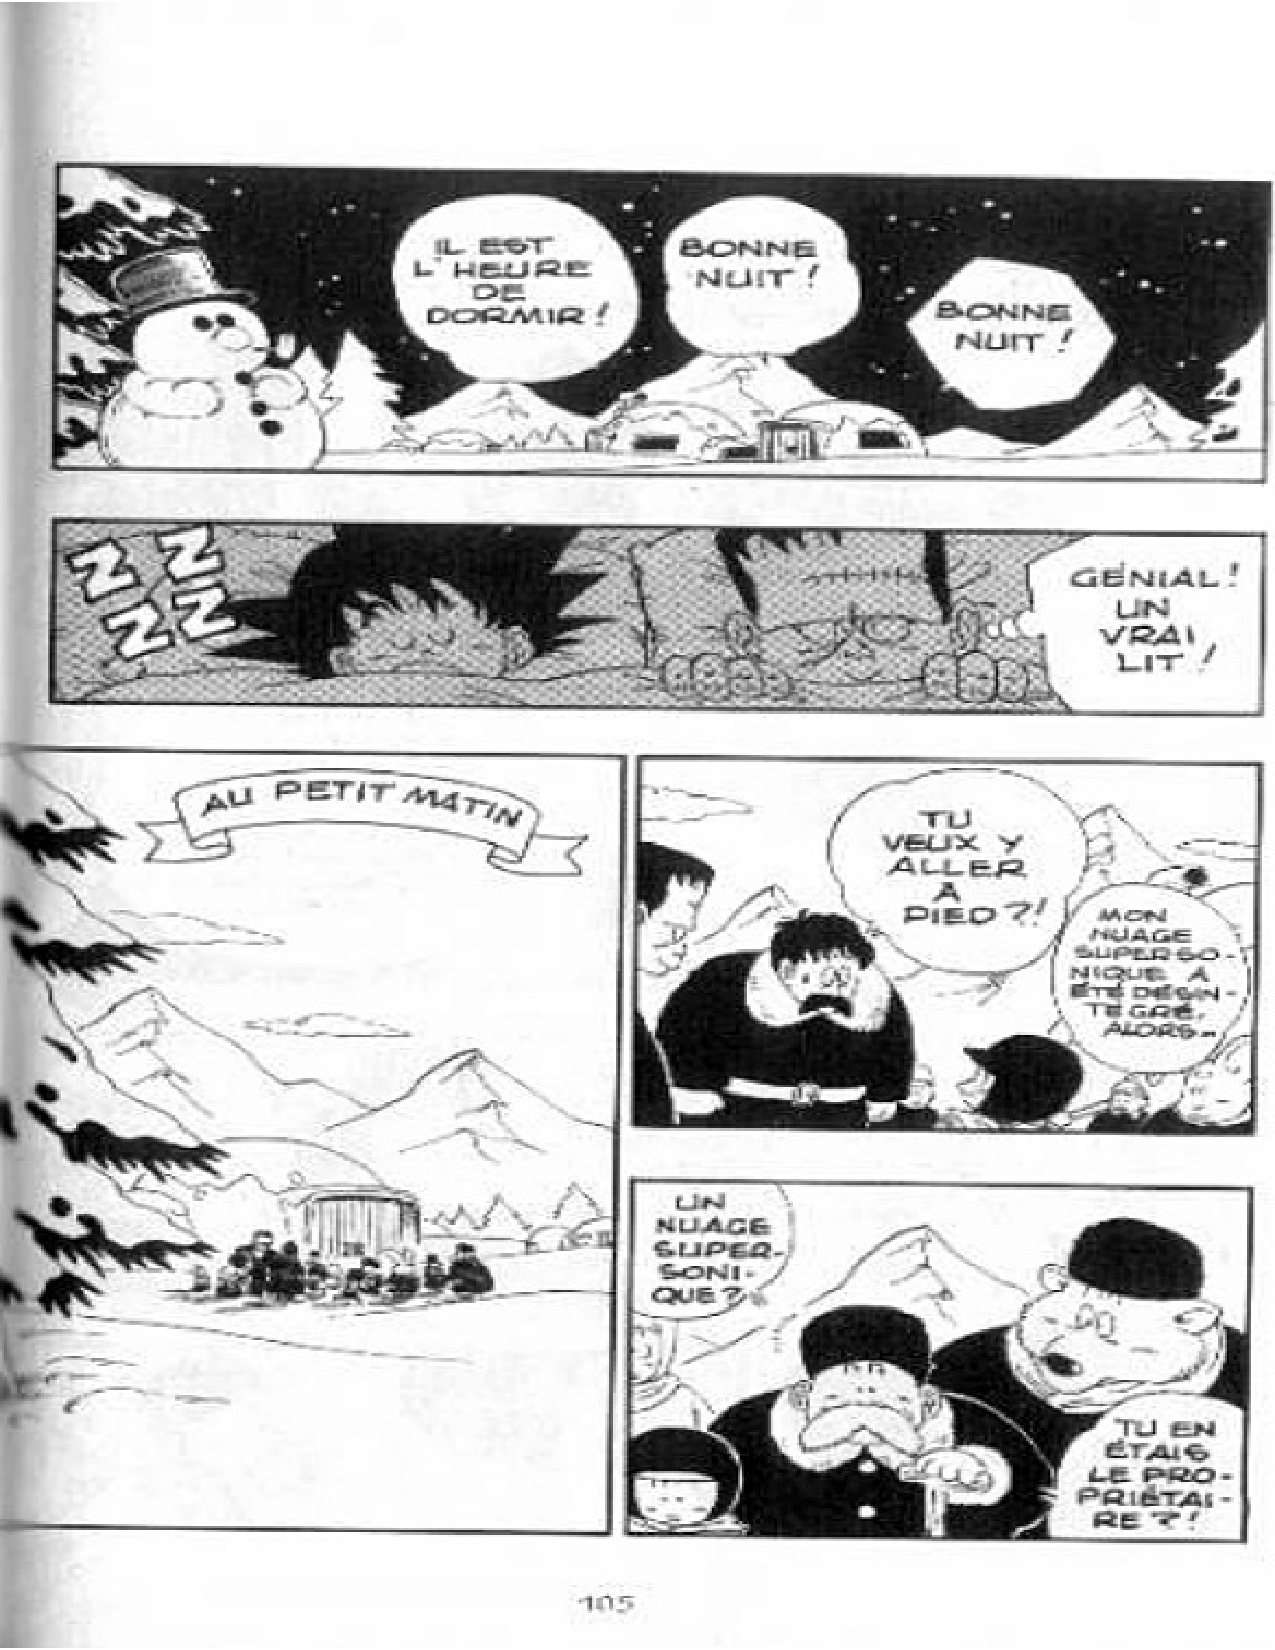 IL EST
L'HEURE
DE
DORMIR !
BONNE
NUIT !
BONNE
NUIT !
Z Z
Z Z
GÉNIAL !
UN
VRAI
LIT !
AU PETIT MATIN
TU
VEUX Y
ALLER
À
PIED ?!
MON
NUAGE
SUPERSO-
NIQUE A
ÉTÉ DÉSIN-
TÉGRÉ,
ALORS...
UN
NUAGE
SUPER-
SONI-
QUE ?
TU EN
ÉTAIS
LE PRO-
PRIÉTAI-
RE ?!
105